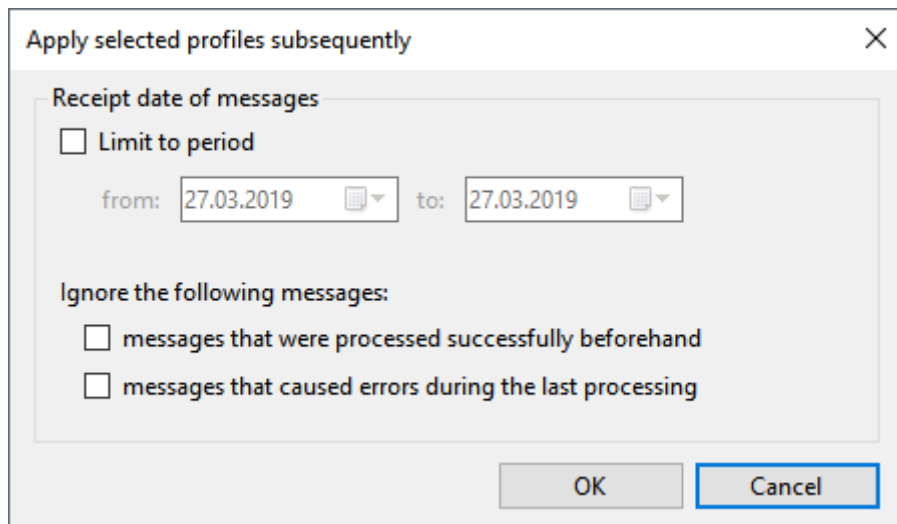 Apply selected profiles subsequently
Receipt date of messages
Limit to period
from: 27.03.2019 to: 27.03.2019
Ignore the following messages:
messages that were processed successfully beforehand
messages that caused errors during the last processing
OK Cancel